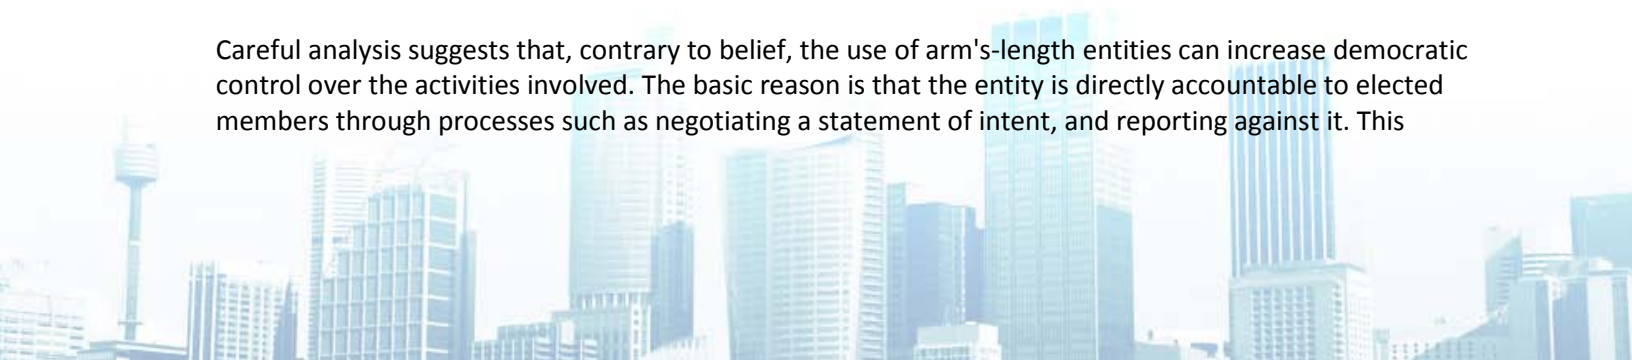 Careful analysis suggests that, contrary to belief, the use of arm's-length entities can increase democratic
control over the activities involved. The basic reason is that the entity is directly accountable to elected
members through processes such as negotiating a statement of intent, and reporting against it. This